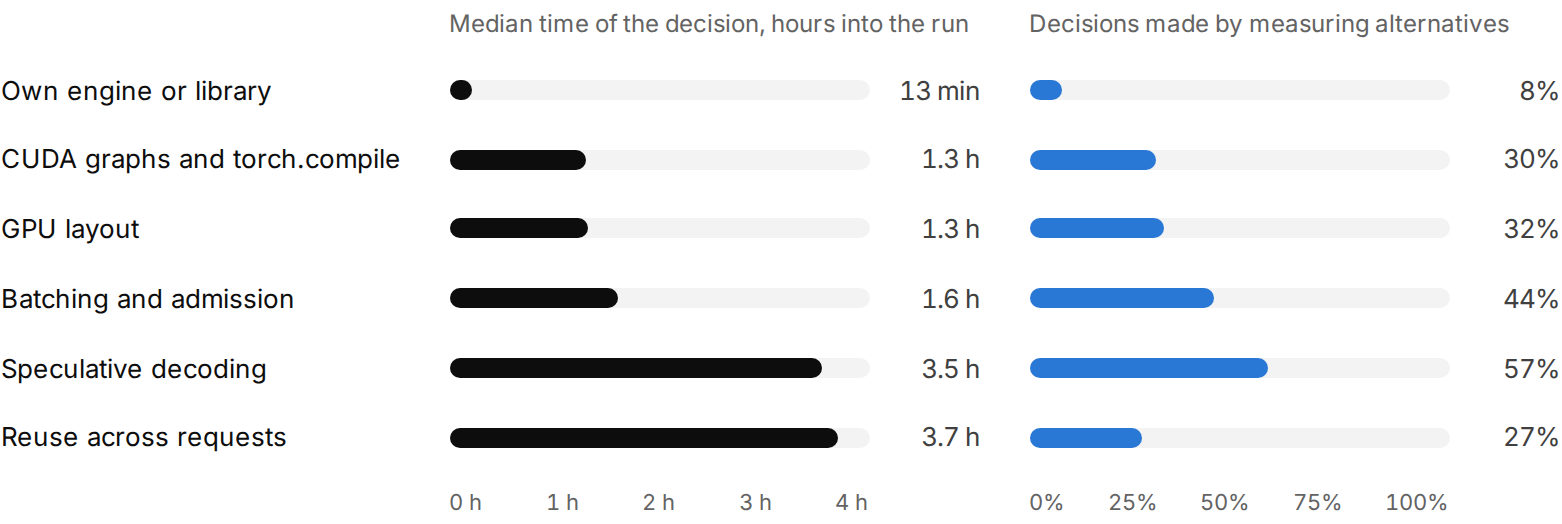 Median time of the decision, hours into the run Decisions made by measuring alternatives
Own engine or library 13 min 8%
CUDA graphs and torch.compile 1.3 h 30%
GPU layout 1.3 h 32%
Batching and admission 1.6 h 44%
Speculative decoding 3.5 h 57%
Reuse across requests 3.7 h 27%
0 h 1 h 2 h 3 h 4 h 0% 25% 50% 75% 100%